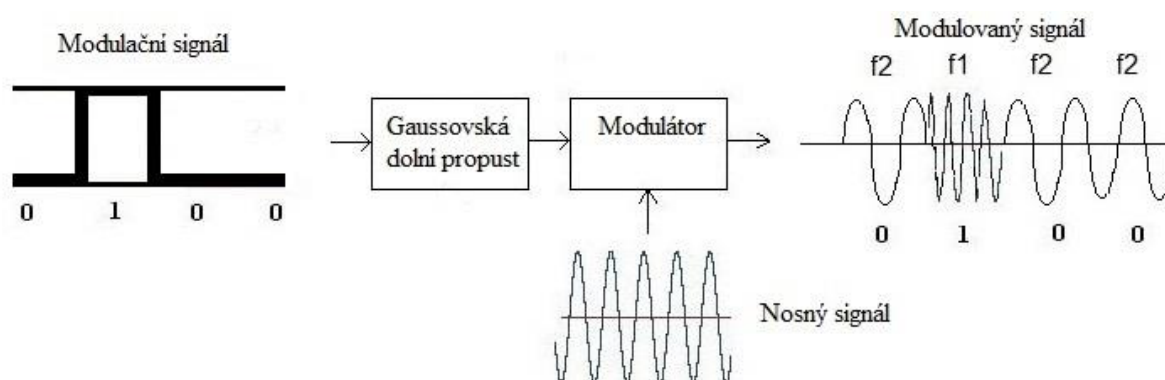 Modulační signál
0 1 0 0
Gaussovská
dolní propust
Modulátor
Nosný signál
Modulovaný signál
f2 f1 f2 f2
0 1 0 0